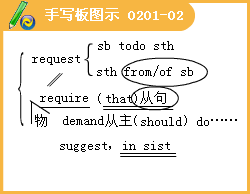 手写板图示 0201-02
sb todo sth
request
sth from/of sb
require (that)从句
物 demand从主(should) do……
suggest, in sist